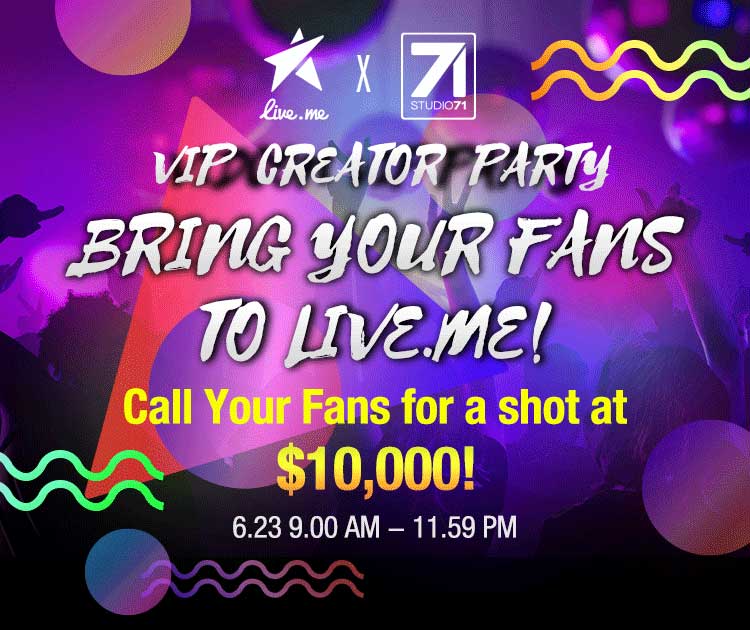 live.me X 71 STUDIO71
VIP CREATOR PARTY
BRING YOUR FANS
TO LIVE.ME!
Call Your Fans for a shot at
$10,000!
6.23 9.00 AM – 11.59 PM